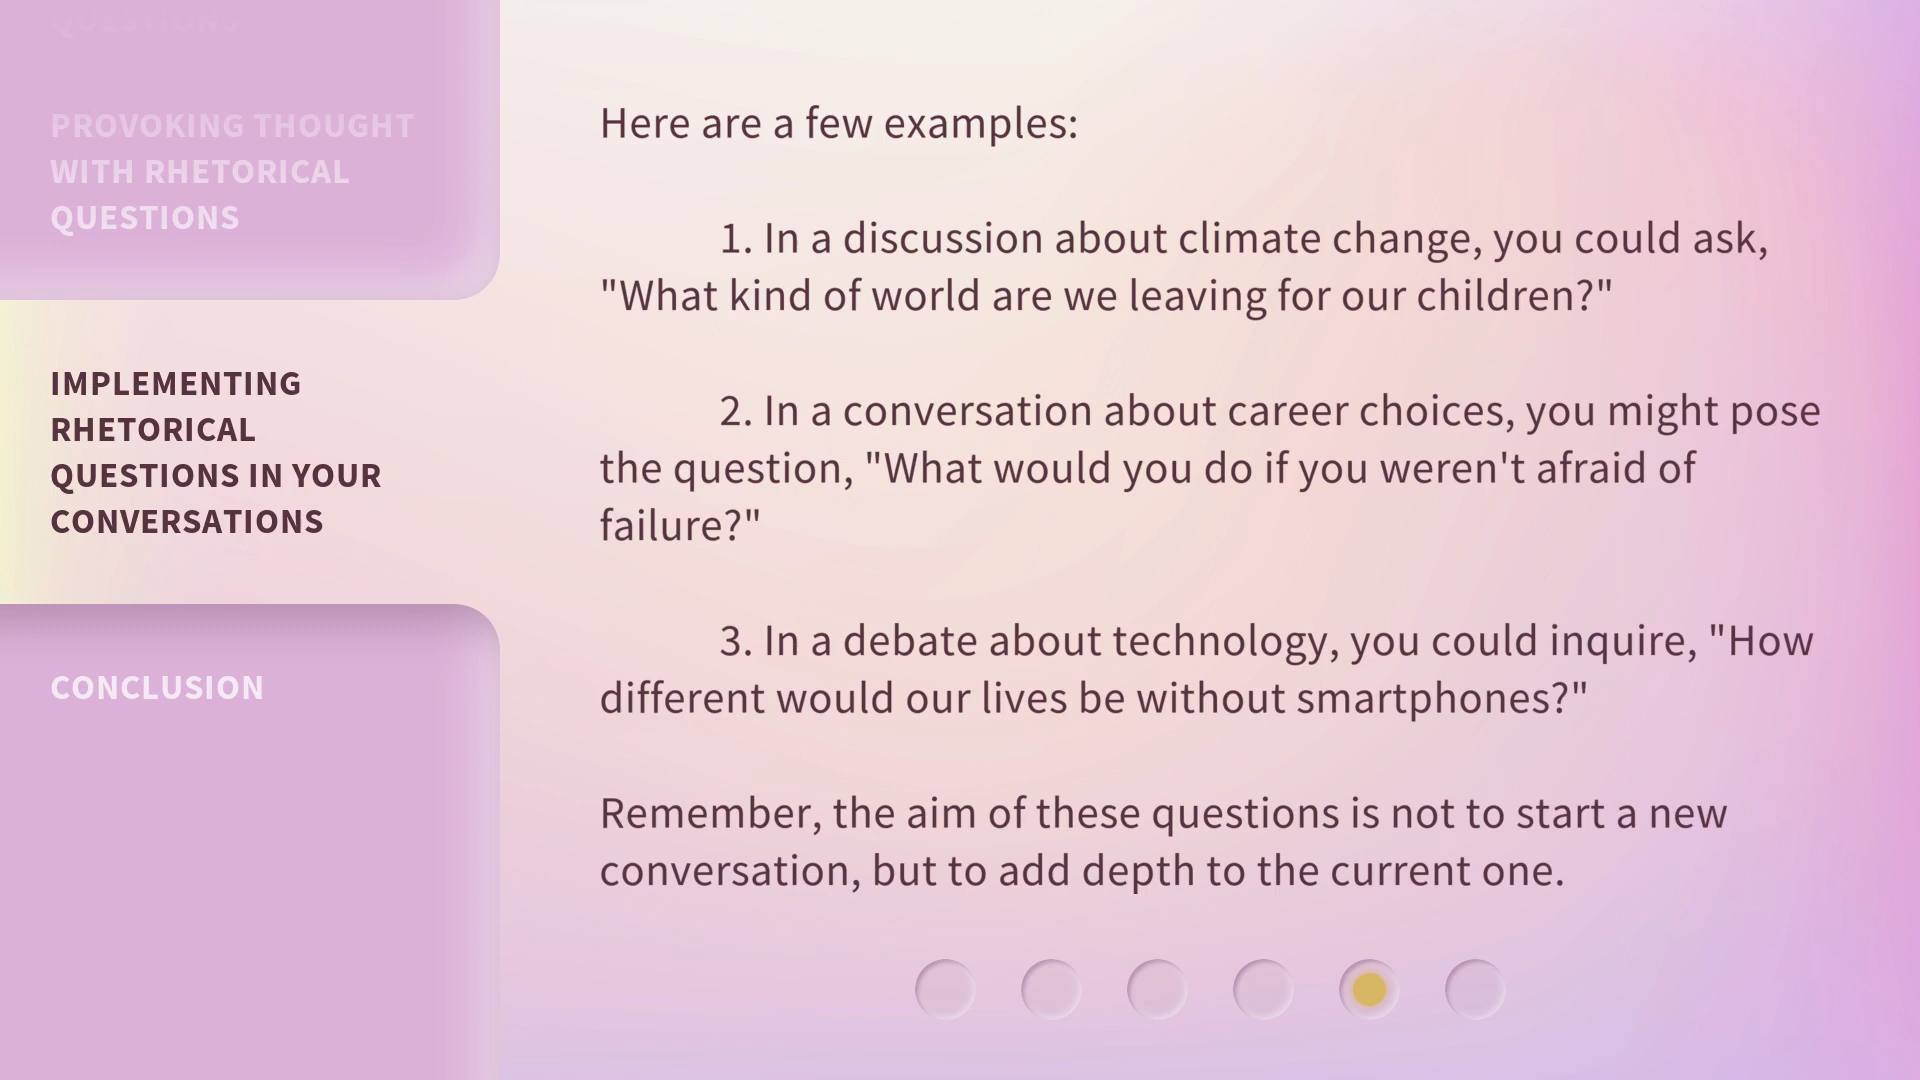 QUESTIONS
PROVOKING THOUGHT
WITH RHETORICAL
QUESTIONS
IMPLEMENTING
RHETORICAL
QUESTIONS IN YOUR
CONVERSATIONS
CONCLUSION
Here are a few examples:
1. In a discussion about climate change, you could ask,
"What kind of world are we leaving for our children?"
2. In a conversation about career choices, you might pose
the question, "What would you do if you weren't afraid of
failure?"
3. In a debate about technology, you could inquire, "How
different would our lives be without smartphones?"
Remember, the aim of these questions is not to start a new
conversation, but to add depth to the current one.